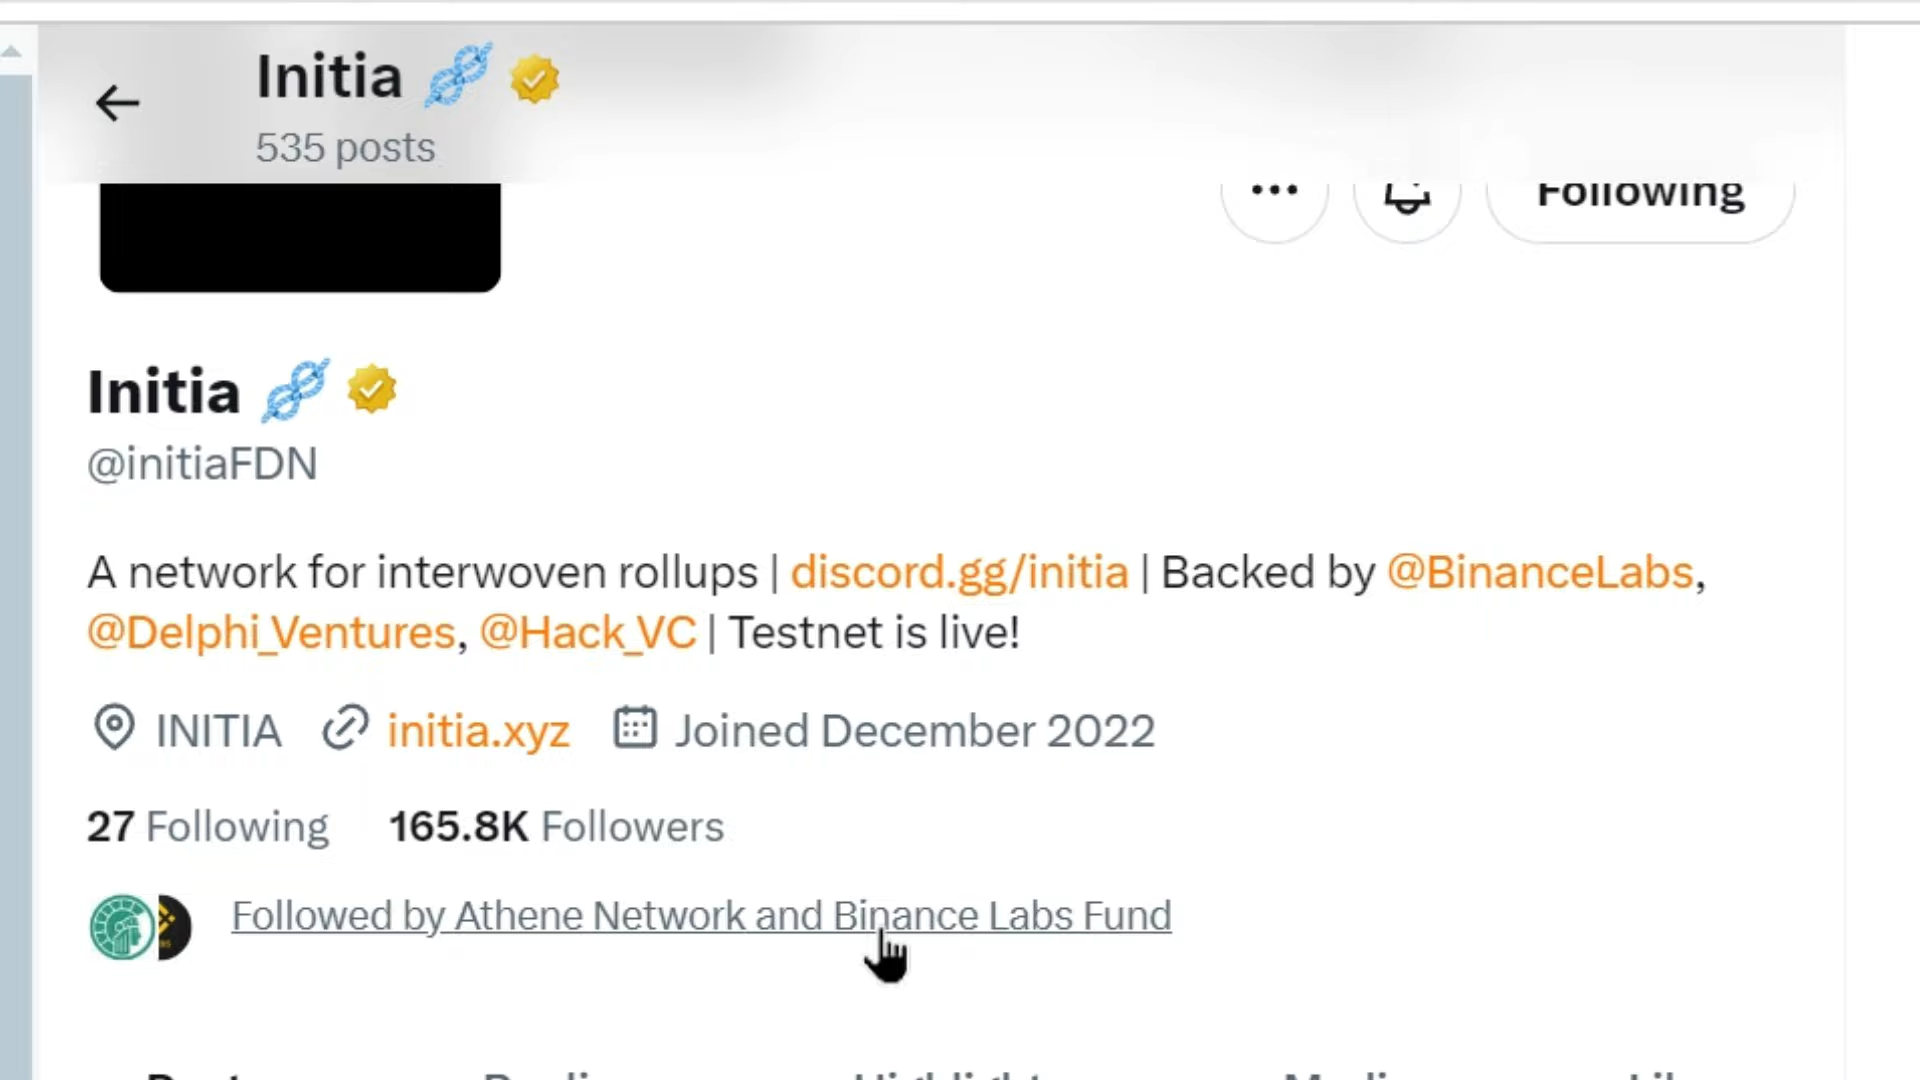 Initia
535 posts
Following
Initia
@initiaFDN
A network for interwoven rollups | discord.gg/initia | Backed by @BinanceLabs,
@Delphi_Ventures, @Hack_VC | Testnet is live!
INITIA initia.xyz Joined December 2022
27 Following 165.8K Followers
Followed by Athene Network and Binance Labs Fund